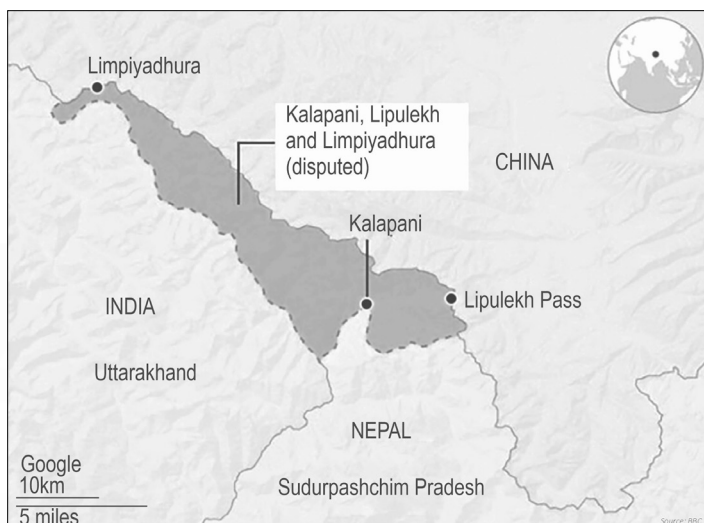 Limpiyadhura
Kalapani, Lipulekh
and Limpiyadhura
(disputed)
CHINA
Kalapani
INDIA
Lipulekh Pass
Uttarakhand
NEPAL
Google
10km
Sudurpashchim Pradesh
5 miles
Source: BBC